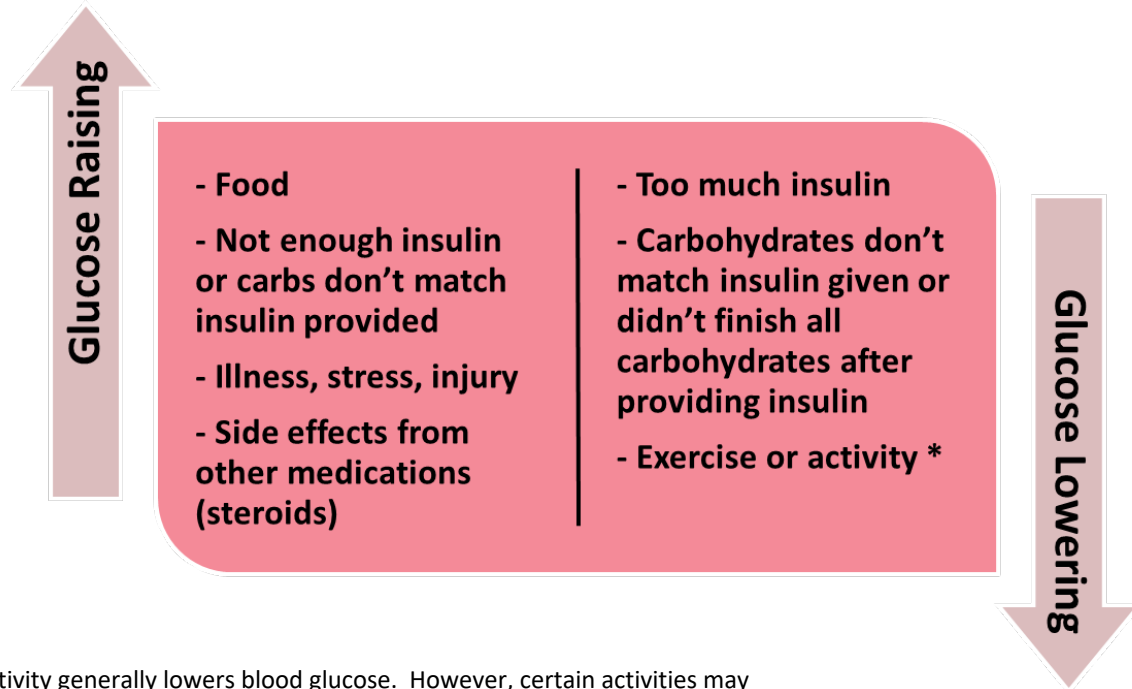 Glucose Raising
- Food
- Not enough insulin
or carbs don’t match
insulin provided
- Illness, stress, injury
- Side effects from
other medications
(steroids)
- Too much insulin
- Carbohydrates don’t
match insulin given or
didn’t finish all
carbohydrates after
providing insulin
- Exercise or activity *
Glucose Lowering
generally lowers blood glucose. However, certain activities may